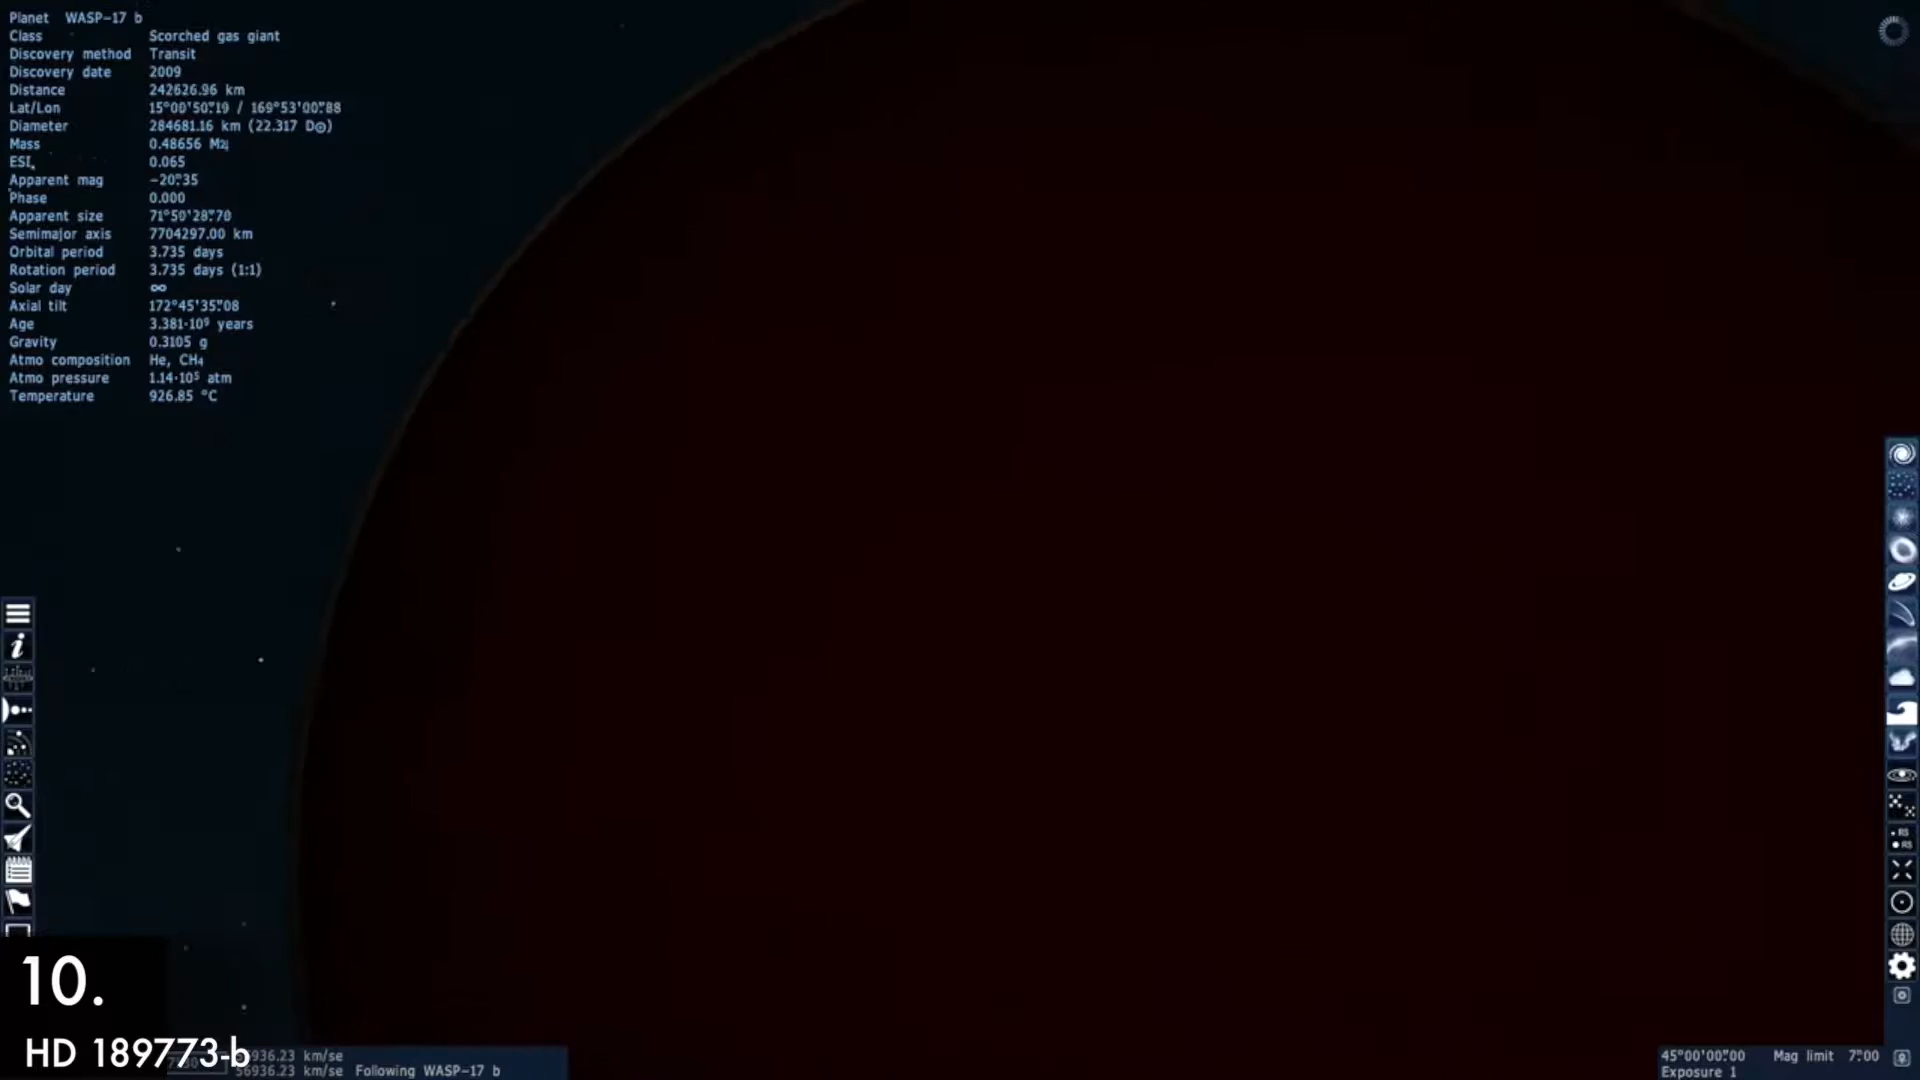 Planet WASP-17 b
Class Scorched gas giant
Discovery method Transit
Discovery date 2009
Distance 242626.96 km
Lat/Lon 15°00'50".19 / 169°53'00".88
Diameter 284681.16 km (22.317 D⊕)
Mass 0.48656 M♃
ESI 0.065
Apparent mag -20.35
Phase 0.000
Apparent size 71°50'28".70
Semimajor axis 7704297.00 km
Orbital period 3.735 days
Rotation period 3.735 days (1:1)
Solar day ∞
Axial tilt 172°45'35".08
Age 3.381·10⁹ years
Gravity 0.3105 g
Atmo composition He, CH₄
Atmo pressure 1.14·10⁵ atm
Temperature 926.85 °C
RS
RS
10.
HD 189773-b
936.23 km/se
56936.23 km/se Following WASP-17 b
45°00'00".00 Mag limit 7.00
Exposure 1